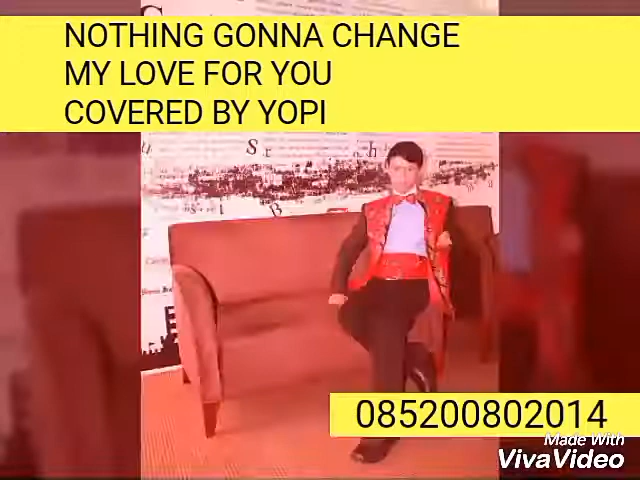 NOTHING GONNA CHANGE
MY LOVE FOR YOU
COVERED BY YOPI
085200802014
Made With
VivaVideo